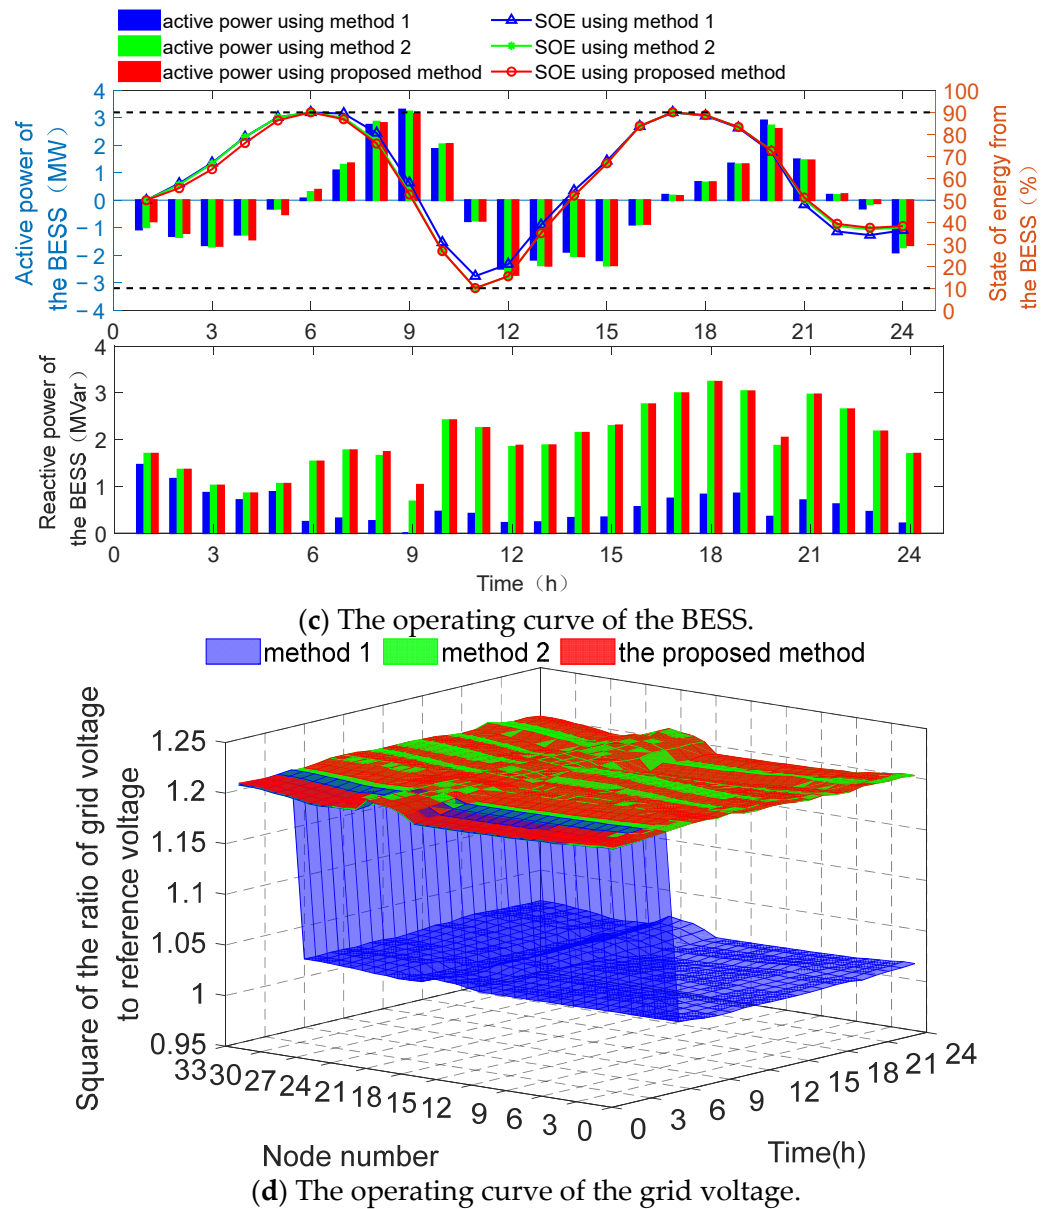 active power using method 1
SOE using method 1
active power using method 2
SOE using method 2
active power using proposed method
SOE using proposed method
Active power of
the BESS（MW）
4
3
2
1
0
−1
−2
−3
−4
100
90
80
70
60
50
40
30
20
10
0
State of energy from
the BESS（%）
0 3 6 9 12 15 18 21 24
Reactive power of
the BESS（MVar）
4
3
2
1
0
0 3 6 9 12 15 18 21 24
Time（h）
(c) The operating curve of the BESS.
method 1 method 2 the proposed method
Square of the ratio of grid voltage
to reference voltage
1.25
1.2
1.15
1.1
1.05
1
0.95
33 30 27 24 21 18 15 12 9 6 3 0
0 3 6 9 12 15 18 21 24
Node number
Time(h)
(d) The operating curve of the grid voltage.